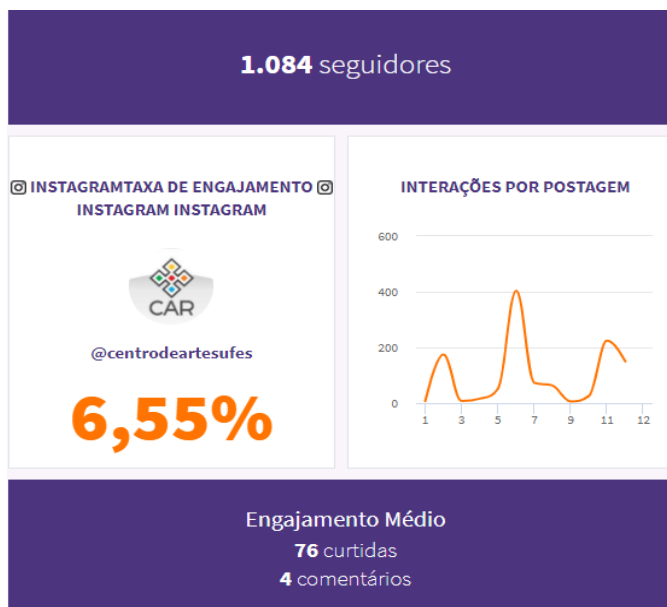 1.084 seguidores
INSTAGRAMTAXA DE ENGAJAMENTO
INSTAGRAM INSTAGRAM
CAR
@centrodeartesufes
6,55%
INTERAÇÕES POR POSTAGEM
600
400
200
0
1 3 5 7 9 11 12
Engajamento Médio
76 curtidas
4 comentários